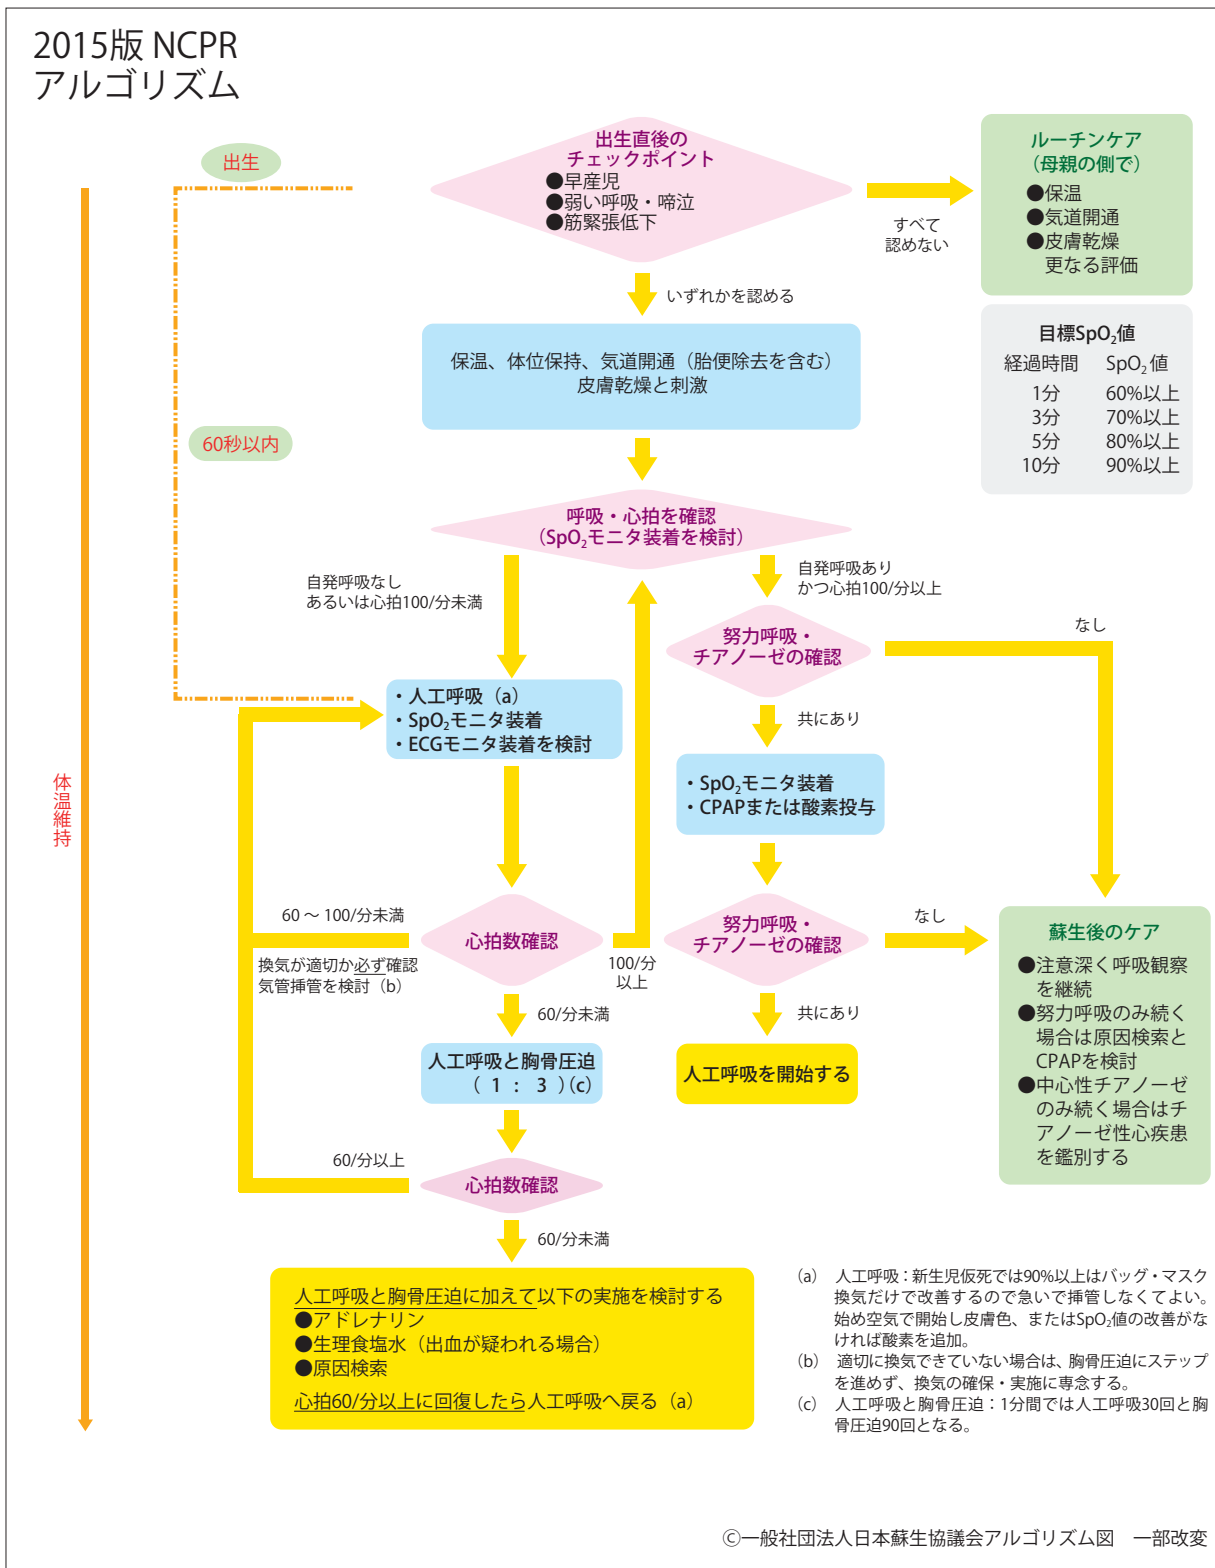 2015版 NCPR
アルゴリズム
出生
出生直後の
チェックポイント
●早産児
●弱い呼吸・啼泣
●筋緊張低下
すべて
認めない
ルーチンケア
（母親の側で）
●保温
●気道開通
●皮膚乾燥
更なる評価
いずれかを認める
目標SpO₂値
経過時間 SpO₂値
1分 60%以上
3分 70%以上
5分 80%以上
10分 90%以上
保温、体位保持、気道開通（胎便除去を含む）
皮膚乾燥と刺激
60秒以内
呼吸・心拍を確認
（SpO₂モニタ装着を検討）
自発呼吸なし
あるいは心拍100/分未満
自発呼吸あり
かつ心拍100/分以上
努力呼吸・
チアノーゼの確認
なし
・人工呼吸（a）
・SpO₂モニタ装着
・ECGモニタ装着を検討
共にあり
・SpO₂モニタ装着
・CPAPまたは酸素投与
体温維持
60～100/分未満
換気が適切か必ず確認
気管挿管を検討（b）
心拍数確認
100/分
以上
努力呼吸・
チアノーゼの確認
なし
蘇生後のケア
●注意深く呼吸観察
を継続
●努力呼吸のみ続く
場合は原因検索と
CPAPを検討
●中心性チアノーゼ
のみ続く場合はチ
アノーゼ性心疾患
を鑑別する
60/分未満
共にあり
人工呼吸と胸骨圧迫
（ 1 ： 3 ）(c)
人工呼吸を開始する
60/分以上
心拍数確認
60/分未満
人工呼吸と胸骨圧迫に加えて以下の実施を検討する
●アドレナリン
●生理食塩水（出血が疑われる場合）
●原因検索
心拍60/分以上に回復したら人工呼吸へ戻る（a）
（a） 人工呼吸：新生児仮死では90%以上はバッグ・マスク
換気だけで改善するので急いで挿管しなくてよい。
始め空気で開始し皮膚色、またはSpO₂値の改善がな
ければ酸素を追加。
（b） 適切に換気できていない場合は、胸骨圧迫にステップ
を進めず、換気の確保・実施に専念する。
（c） 人工呼吸と胸骨圧迫：1分間では人工呼吸30回と胸
骨圧迫90回となる。
Ⓒ一般社団法人日本蘇生協議会アルゴリズム図 一部改変